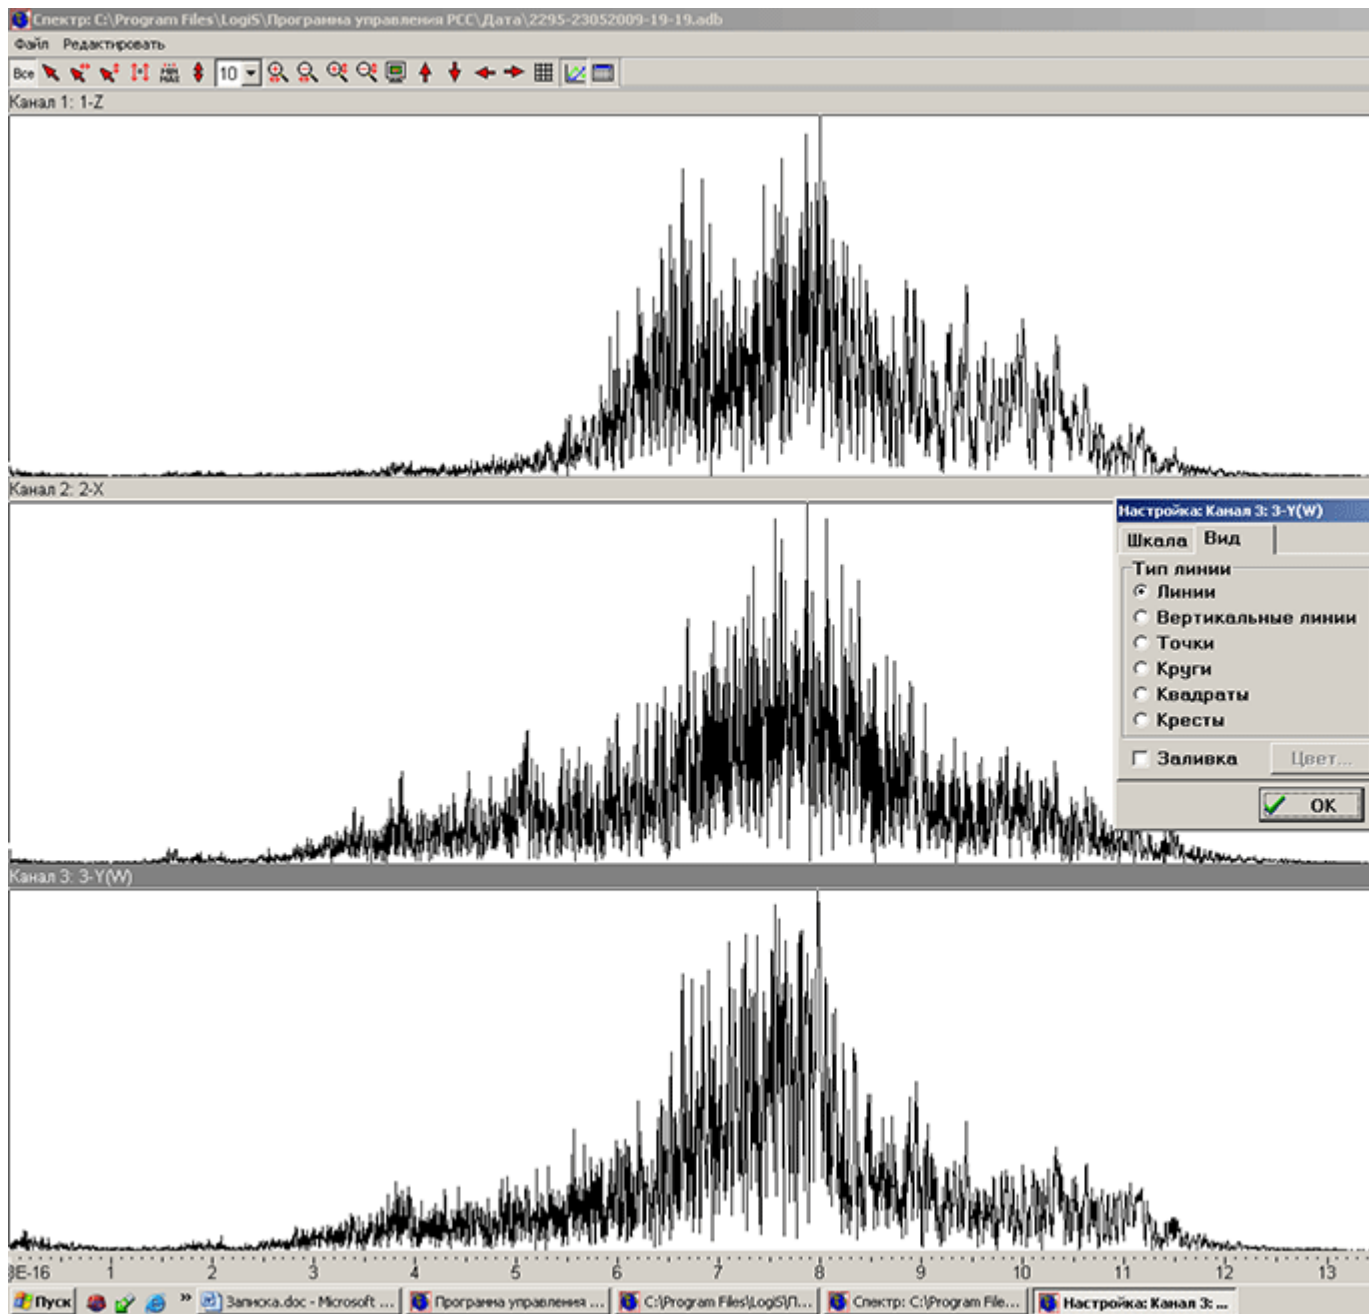 Спектр: C:\Program Files\LogiS\Программа управления РСС\Дата\2295-23052009-19-19.adb
Файл Редактировать
Все MIN MAX 10
Канал 1: 1-Z
Канал 2: 2-X
Настройка: Канал 3: 3-Y(W)
Шкала Вид
Тип линии
Линии
Вертикальные линии
Точки
Круги
Квадраты
Кресты
Заливка Цвет...
OK
Канал 3: 3-Y(W)
3E-16 1 2 3 4 5 6 7 8 9 10 11 12 13
Пуск » Записка.doc - Microsoft ... Программа управления ... C:\Program Files\LogiS\П... Спектр: C:\Program File... Настройка: Канал 3: ...